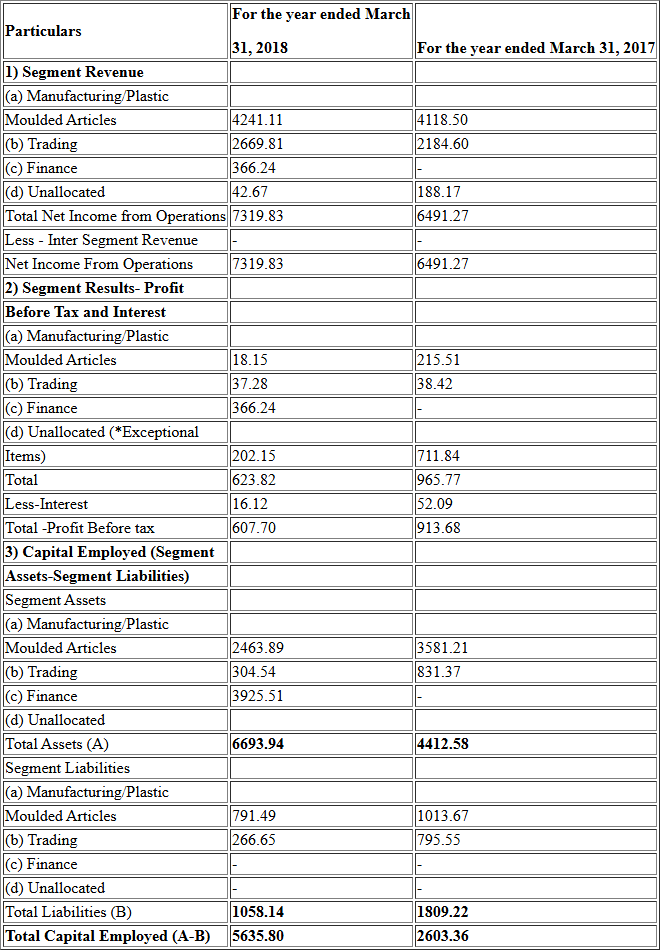 Particulars For the year ended March 31, 2018 For the year ended March 31, 2017
1) Segment Revenue
(a) Manufacturing/Plastic
Moulded Articles 4241.11 4118.50
(b) Trading 2669.81 2184.60
(c) Finance 366.24 -
(d) Unallocated 42.67 188.17
Total Net Income from Operations 7319.83 6491.27
Less - Inter Segment Revenue - -
Net Income From Operations 7319.83 6491.27
2) Segment Results- Profit
Before Tax and Interest
(a) Manufacturing/Plastic
Moulded Articles 18.15 215.51
(b) Trading 37.28 38.42
(c) Finance 366.24 -
(d) Unallocated (*Exceptional
Items) 202.15 711.84
Total 623.82 965.77
Less-Interest 16.12 52.09
Total -Profit Before tax 607.70 913.68
3) Capital Employed (Segment
Assets-Segment Liabilities)
Segment Assets
(a) Manufacturing/Plastic
Moulded Articles 2463.89 3581.21
(b) Trading 304.54 831.37
(c) Finance 3925.51 -
(d) Unallocated
Total Assets (A) 6693.94 4412.58
Segment Liabilities
(a) Manufacturing/Plastic
Moulded Articles 791.49 1013.67
(b) Trading 266.65 795.55
(c) Finance - -
(d) Unallocated - -
Total Liabilities (B) 1058.14 1809.22
Total Capital Employed (A-B) 5635.80 2603.36